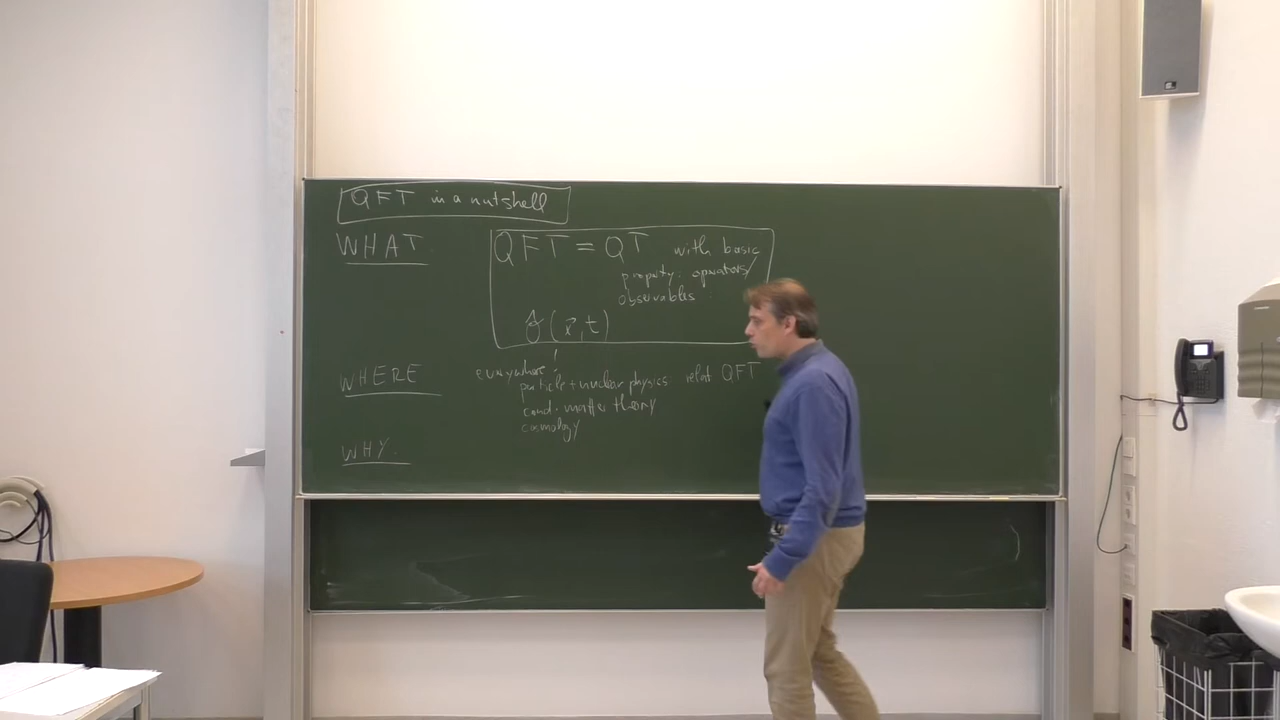 QFT in a nutshell
WHAT QFT = QT with basic
property: operators/
observables
(x⃗,t)
WHERE everywhere!
particle + nuclear physics: relat QFT
cond. matter theory
cosmology
WHY.